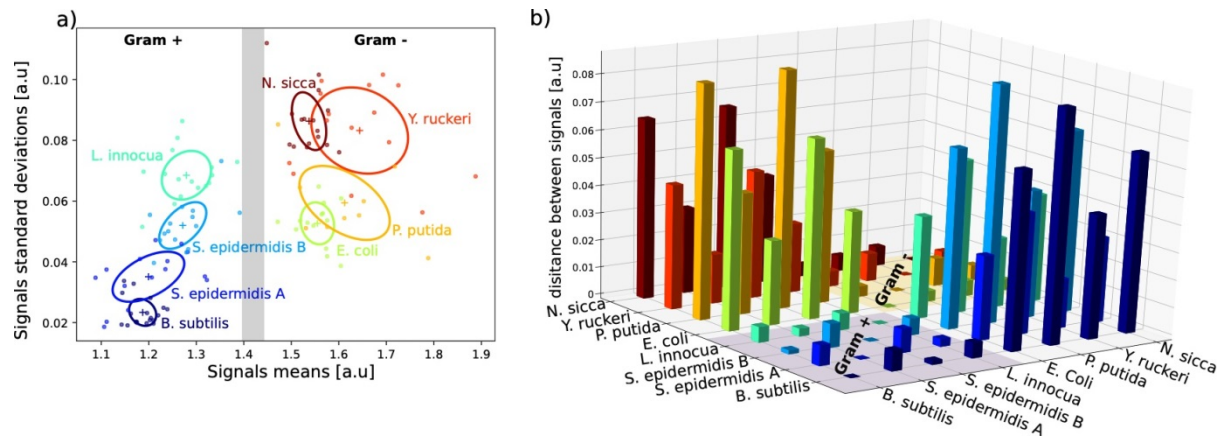 a)
Gram +
Gram -
Signals standard deviations [a.u]
0.10
0.08
0.06
0.04
0.02
N. sicca
Y. ruckeri
L. innocua
P. putida
S. epidermidis B
E. coli
S. epidermidis A
B. subtilis
1.1 1.2 1.3 1.4 1.5 1.6 1.7 1.8 1.9
Signals means [a.u]
b)
disitance between signals [a.u]
0.08
0.07
0.06
0.05
0.04
0.03
0.02
0.01
0
N. sicca
Y. ruckeri
P. putida
E. coli
L. innocua
S. epidermidis B
S. epidermidis A
B. subtilis
Gram +
Gram -
B. subtilis
S. epidermidis A
S. epidermidis B
L. innocua
E. Coli
P. putida
Y. ruckeri
N. sicca